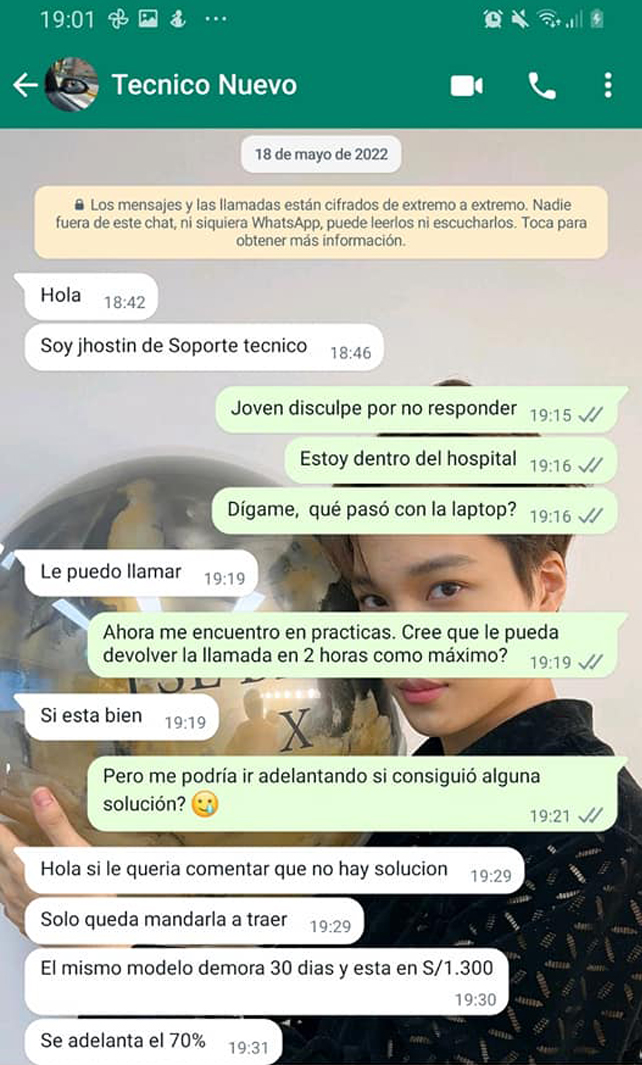 19:01
Tecnico Nuevo
18 de mayo de 2022
Los mensajes y las llamadas están cifrados de extremo a extremo. Nadie
fuera de este chat, ni siquiera WhatsApp, puede leerlos ni escucharlos. Toca para
obtener más información.
Hola 18:42
Soy jhostin de Soporte tecnico 18:46
Joven disculpe por no responder 19:15
Estoy dentro del hospital 19:16
Dígame, qué pasó con la laptop? 19:16
Le puedo llamar 19:19
Ahora me encuentro en practicas. Cree que le pueda
devolver la llamada en 2 horas como máximo? 19:19
Si esta bien 19:19
X
Pero me podría ir adelantando si consiguió alguna
solución? 🥲
19:21
Hola si le queria comentar que no hay solucion 19:29
Solo queda mandarla a traer 19:29
El mismo modelo demora 30 dias y esta en S/1.300
19:30
Se adelanta el 70% 19:31